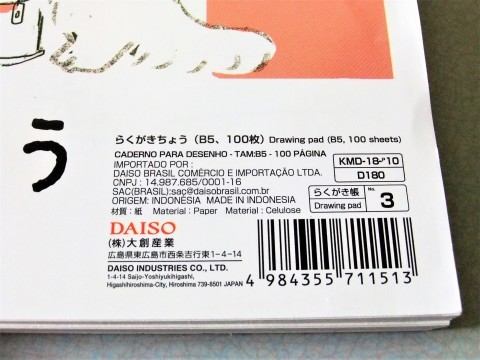 う
らくがきちょう（B5、100枚）Drawing pad (B5, 100 sheets)
CADERNO PARA DESENHO - TAM:B5 - 100 PÁGINA
IMPORTADO POR :
DAISO BRASIL COMÉRCIO E IMPORTAÇÃO LTDA.
CNPJ : 14.987.685/0001-16
SAC(BRASIL):sac@daisobrasil.com.br
ORIGEM: INDONÉSIA MADE IN INDONESIA
材質：紙 Material : Paper Material : Celulose
KMD-18-'10
D180
らくがき帳 No. 3
Drawing pad
DAISO
(株)大創産業
広島県東広島市西条吉行東1-4-14
DAISO INDUSTRIES CO., LTD.
1-4-14 Saijo-Yoshiyukihigashi,
Higashihiroshima-City, Hiroshima 739-8501 JAPAN
4 984355 711513